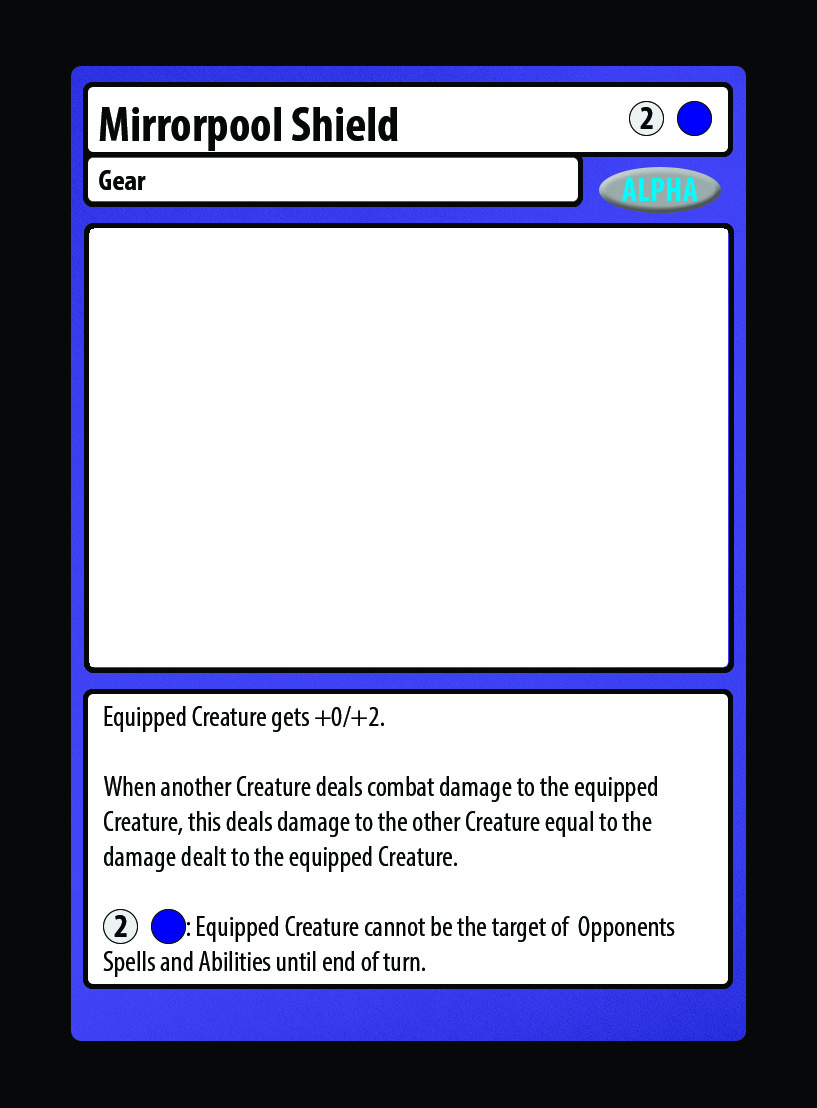 Mirrorpool Shield 2
Gear
ALPHA
Equipped Creature gets +0/+2.
When another Creature deals combat damage to the equipped
Creature, this deals damage to the other Creature equal to the
damage dealt to the equipped Creature.
2 : Equipped Creature cannot be the target of  Opponents
Spells and Abilities until end of turn.